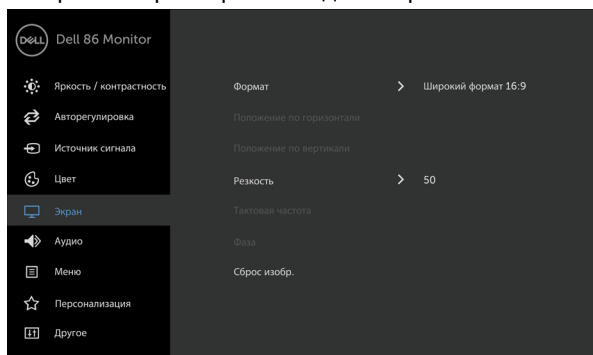 DELL Dell 86 Monitor
Яркость / контрастность
Формат
Широкий формат 16:9
Авторегулировка
Положение по горизонтали
Источник сигнала
Положение по вертикали
Цвет
Резкость
50
Экран
Тактовая частота
Аудио
Фаза
Меню
Сброс изобр.
Персонализация
Другое